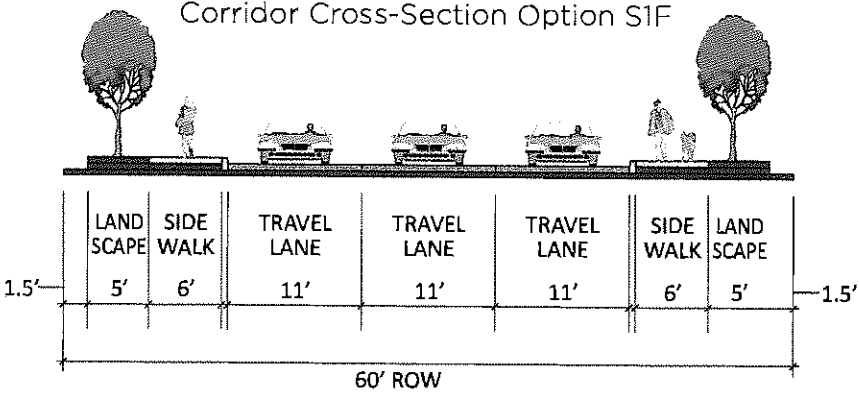 Corridor Cross-Section Option S1F
LAND SCAPE SIDE WALK TRAVEL LANE TRAVEL LANE TRAVEL LANE SIDE WALK LAND SCAPE
1.5' 5' 6' 11' 11' 11' 6' 5' 1.5'
60' ROW